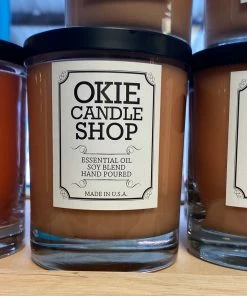 OKIE
CANDLE
SHOP
ESSENTIAL OIL
SOY BLEND
HAND POURED
MADE IN U.S.A.